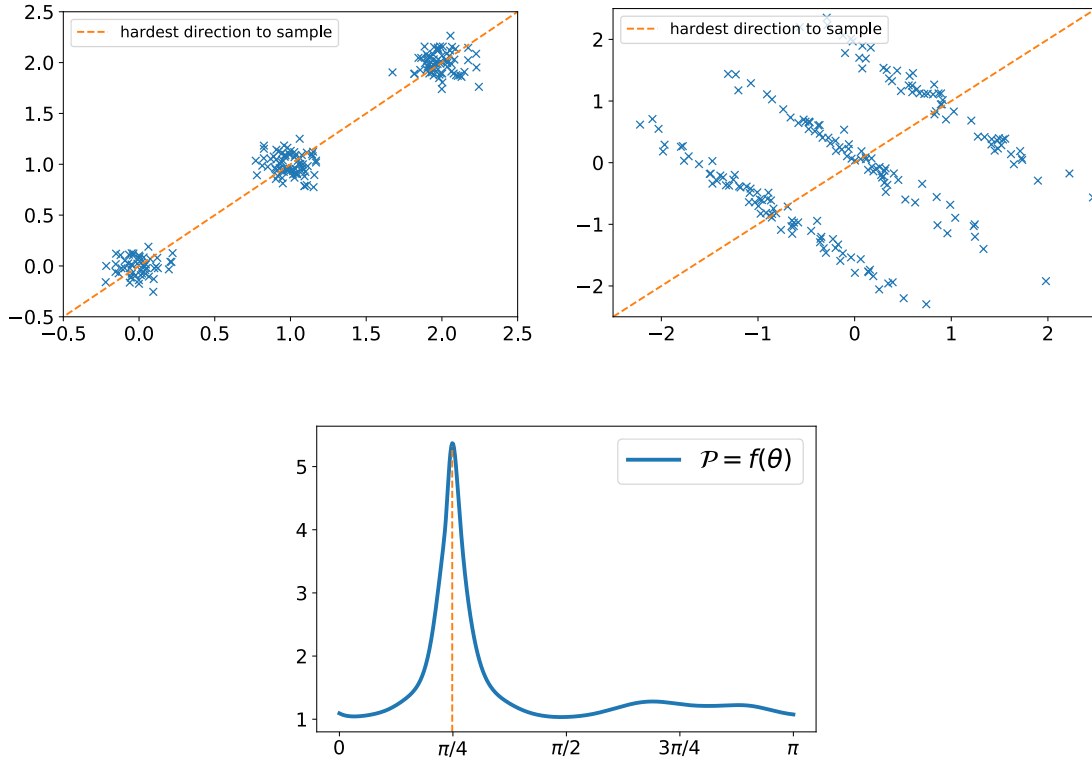 2.5
2.0
1.5
1.0
0.5
0.0
−0.5
−0.5 0.0 0.5 1.0 1.5 2.0 2.5
hardest direction to sample
2
1
0
−1
−2
−2 −1 0 1 2
hardest direction to sample
5
4
3
2
1
0 π/4 π/2 3π/4 π
𝒫 = f(θ)